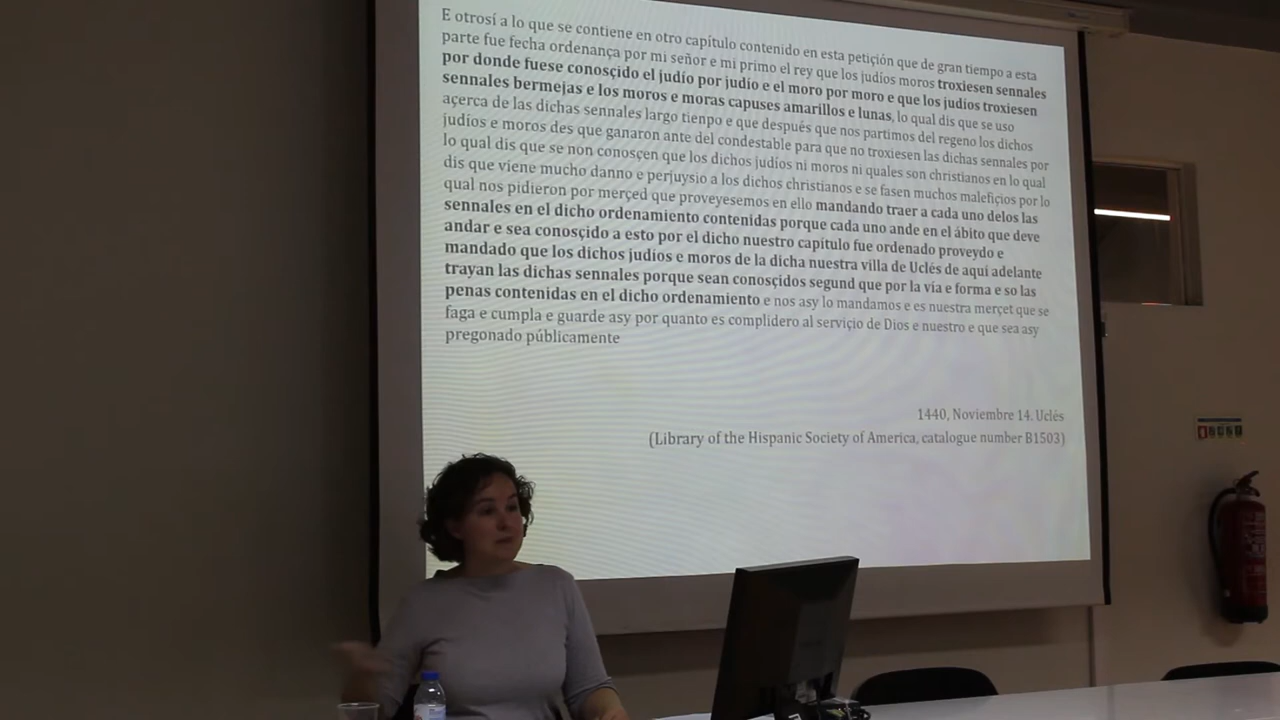 E otrosí a lo que se contiene en otro capítulo contenido en esta petiçión que de gran tiempo a esta
parte fue fecha ordenança por mi señor e mi primo el rey que los judíos moros troxiesen sennales
por donde fuese conosçido el judío por judío e el moro por moro e que los judíos troxiesen
sennales bermejas e los moros e moras capuses amarillos e lunas, lo qual dis que se uso
açerca de las dichas sennales largo tienpo e que después que nos partimos del regeno los dichos
judíos e moros des que ganaron ante del condestable para que no troxiesen las dichas sennales por
lo qual dis que se non conosçen que los dichos judíos ni moros ni quales son christianos en lo qual
dis que viene mucho danno e perjuysio a los dichos christianos e se fasen muchos malefiçios por lo
qual nos pidieron por merçed que proveyesemos en ello mandando traer a cada uno delos las
sennales en el dicho ordenamiento contenidas porque cada uno ande en el ábito que deve
andar e sea conosçido a esto por el dicho nuestro capítulo fue ordenado proveydo e
mandado que los dichos judíos e moros de la dicha nuestra villa de Uclés de aquí adelante
trayan las dichas sennales porque sean conosçidos segund que por la vía e forma e so las
penas contenidas en el dicho ordenamiento e nos asy lo mandamos e es nuestra merçet que se
faga e cumpla e guarde asy por quanto es complidero al serviçio de Dios e nuestro e que sea asy
pregonado públicamente
1440, Noviembre 14. Uclés
(Library of the Hispanic Society of America, catalogue number B1503)